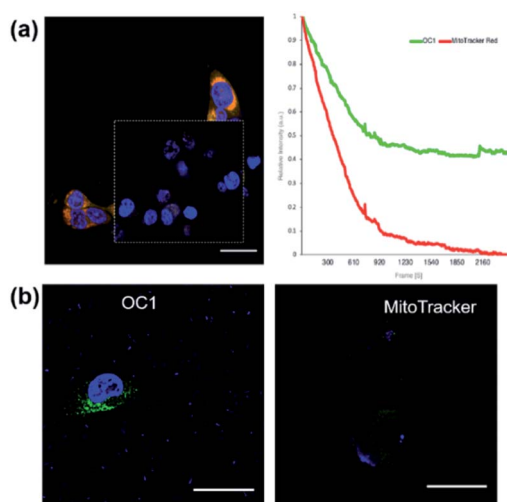 (a)
OC1 MitoTracker Red
Relative Intensity (a.u.)
1
0.9
0.8
0.7
0.6
0.5
0.4
0.3
0.2
0.1
0
300 610 920 1230 1540 1850 2160
Frame [S]
(b)
OC1
MitoTracker